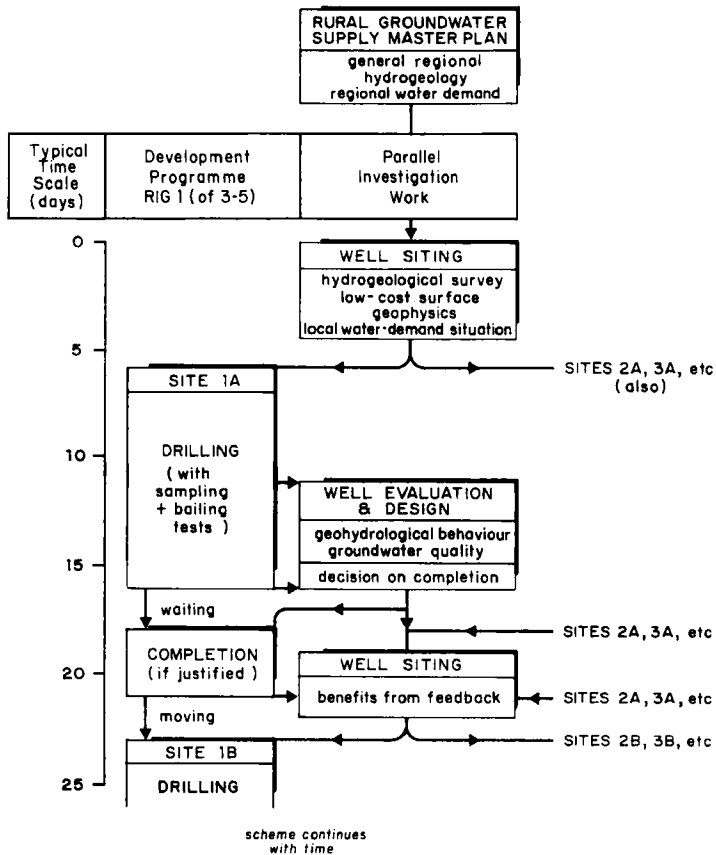 RURAL GROUNDWATER
SUPPLY MASTER PLAN
general regional
hydrogeology
regional water demand
Typical
Time
Scale
(days)
Development
Programme
RIG 1 (of 3-5)
Parallel
Investigation
Work
0
WELL SITING
hydrogeological survey
low-cost surface
geophysics
local water-demand situation
5
SITE 1A
SITES 2A, 3A, etc
(also)
DRILLING
(with
sampling
+ bailing
tests)
10
WELL EVALUATION
& DESIGN
geohydrological behaviour
groundwater quality
decision on completion
15
waiting
COMPLETION
(if justified)
SITES 2A, 3A, etc
20
WELL SITING
benefits from feedback
SITES 2A, 3A, etc
moving
SITE 1B
SITES 2B, 3B, etc
25
DRILLING
scheme continues
with time